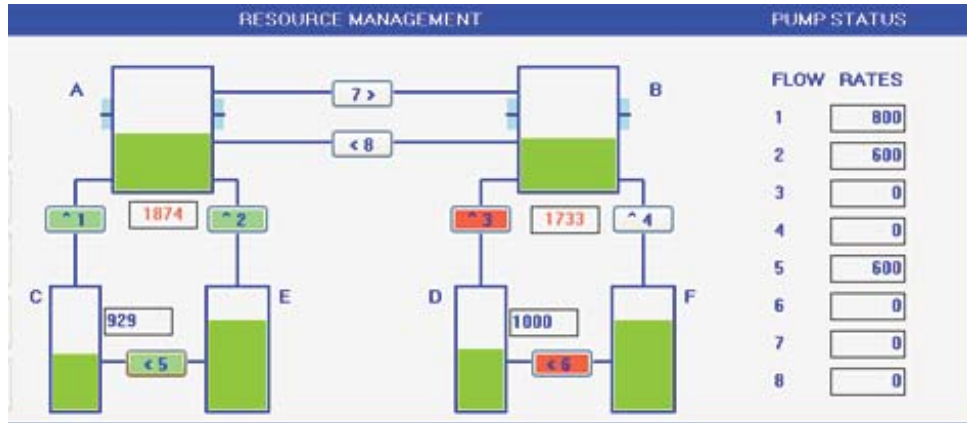 RESOURCE MANAGEMENT
PUMP STATUS
A
7 >
B
< 8
^ 1
1874
^ 2
^ 3
1733
^ 4
C
929
E
D
1000
F
< 5
< 6
FLOW RATES
1 800
2 600
3 0
4 0
5 600
6 0
7 0
8 0